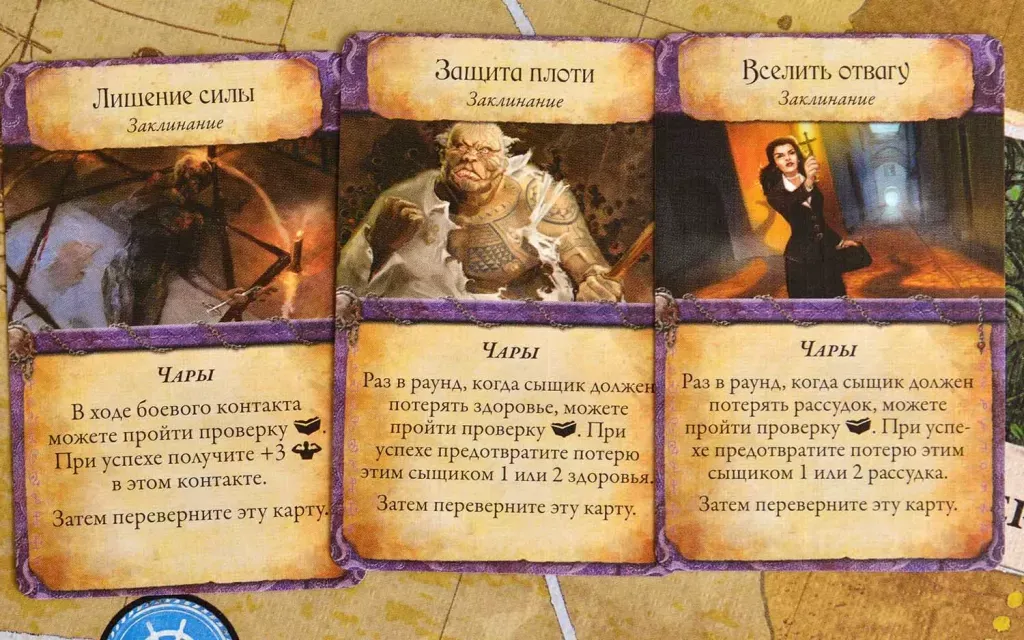 Лишение силы
Заклинание
Чары
В ходе боевого контакта
можете пройти проверку.
При успехе получите +3
в этом контакте.
Затем переверните эту карту.
Защита плоти
Заклинание
Чары
Раз в раунд, когда сыщик должен
потерять здоровье, можете
пройти проверку. При
успехе предотвратите потерю
этим сыщиком 1 или 2 здоровья.
Затем переверните эту карту.
Вселить отвагу
Заклинание
Чары
Раз в раунд, когда сыщик должен
потерять рассудок, можете
пройти проверку. При успе-
хе предотвратите потерю этим
сыщиком 1 или 2 рассудка.
Затем переверните эту карту.